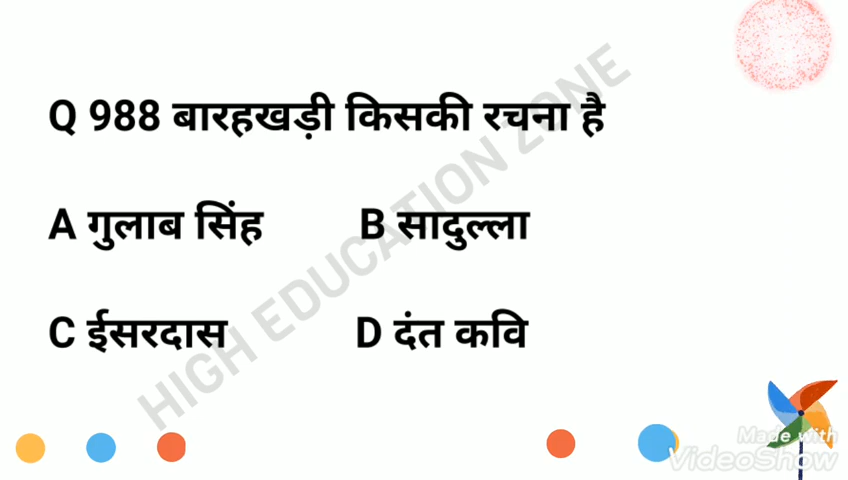 Q 988 बारहखड़ी किसकी रचना है
A गुलाब सिंह B सादुल्ला
C ईसरदास D दंत कवि
HIGH EDUCATION ZONE
Made with
VideoShow